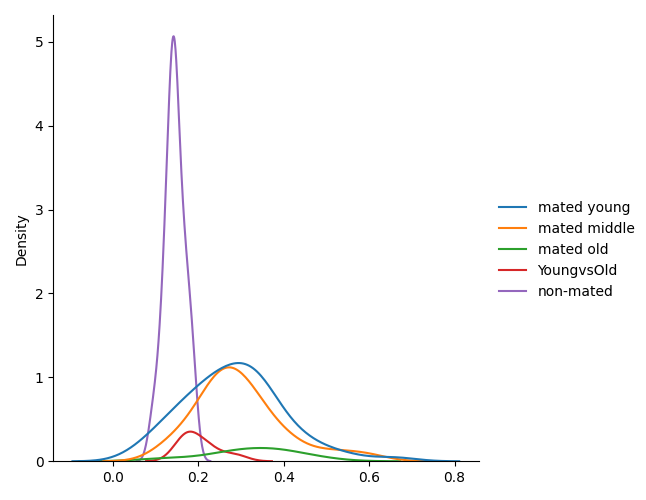 5
4
3
2
1
0
Density
0.0 0.2 0.4 0.6 0.8
mated young
mated middle
mated old
YoungvsOld
non-mated